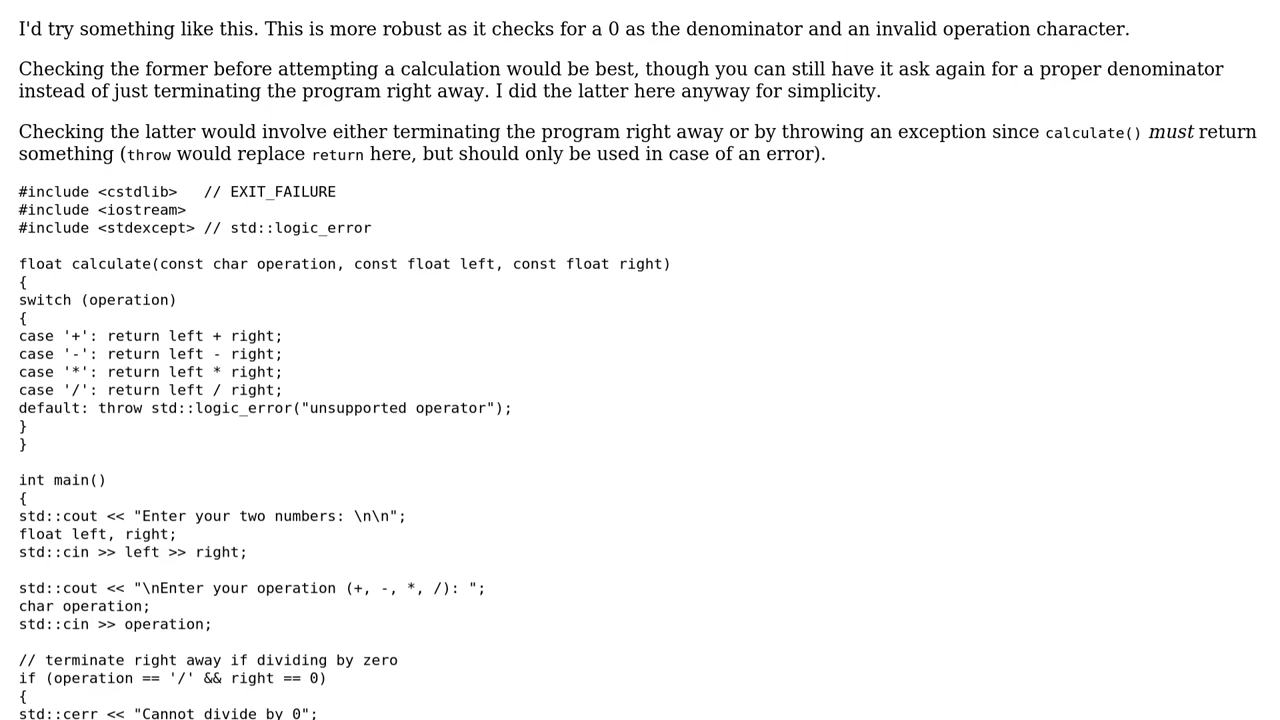 I'd try something like this. This is more robust as it checks for a 0 as the denominator and an invalid operation character.
Checking the former before attempting a calculation would be best, though you can still have it ask again for a proper denominator
instead of just terminating the program right away. I did the latter here anyway for simplicity.
Checking the latter would involve either terminating the program right away or by throwing an exception since calculate() must return
something (throw would replace return here, but should only be used in case of an error).
#include <cstdlib>   // EXIT_FAILURE
#include <iostream>
#include <stdexcept> // std::logic_error
float calculate(const char operation, const float left, const float right)
{
switch (operation)
{
case '+': return left + right;
case '-': return left - right;
case '*': return left * right;
case '/': return left / right;
default: throw std::logic_error("unsupported operator");
}
}
int main()
{
std::cout << "Enter your two numbers: \n\n";
float left, right;
std::cin >> left >> right;
std::cout << "\nEnter your operation (+, -, *, /): ";
char operation;
std::cin >> operation;
// terminate right away if dividing by zero
if (operation == '/' && right == 0)
{
std::cerr << "Cannot divide by 0";